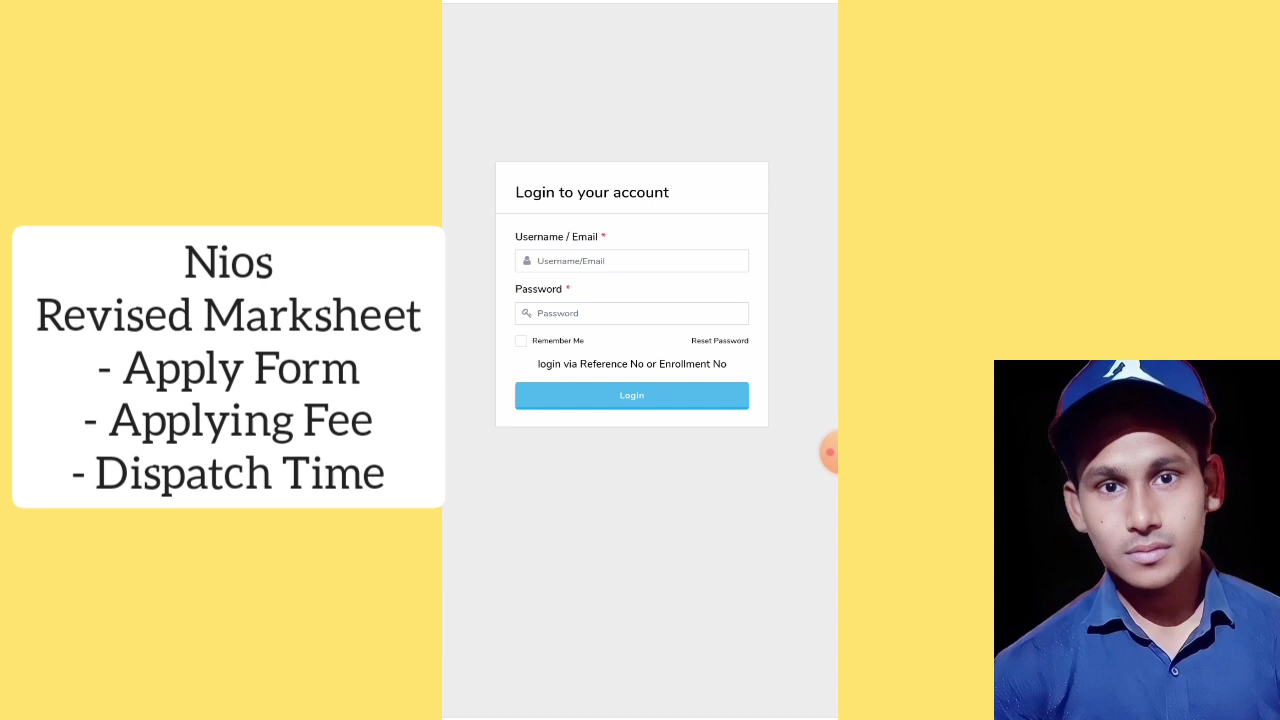 Nios
Revised Marksheet
- Apply Form
- Applying Fee
- Dispatch Time
Login to your account
Username / Email *
Username/Email
Password *
Password
Remember Me Reset Password
login via Reference No or Enrollment No
Login